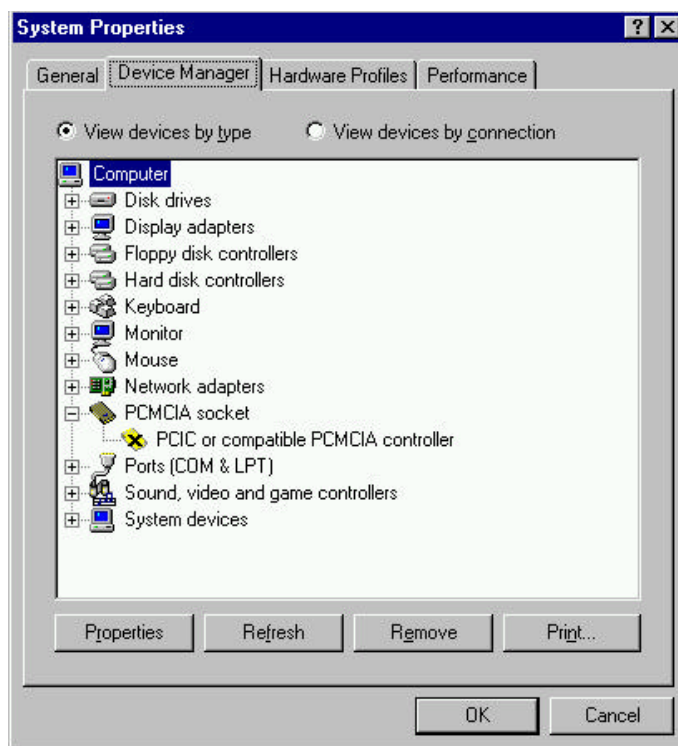 System Properties
General Device Manager Hardware Profiles Performance
View devices by type View devices by connection
Computer
Disk drives
Display adapters
Floppy disk controllers
Hard disk controllers
Keyboard
Monitor
Mouse
Network adapters
PCMCIA socket
PCIC or compatible PCMCIA controller
Ports (COM & LPT)
Sound, video and game controllers
System devices
Properties Refresh Remove Print...
OK Cancel